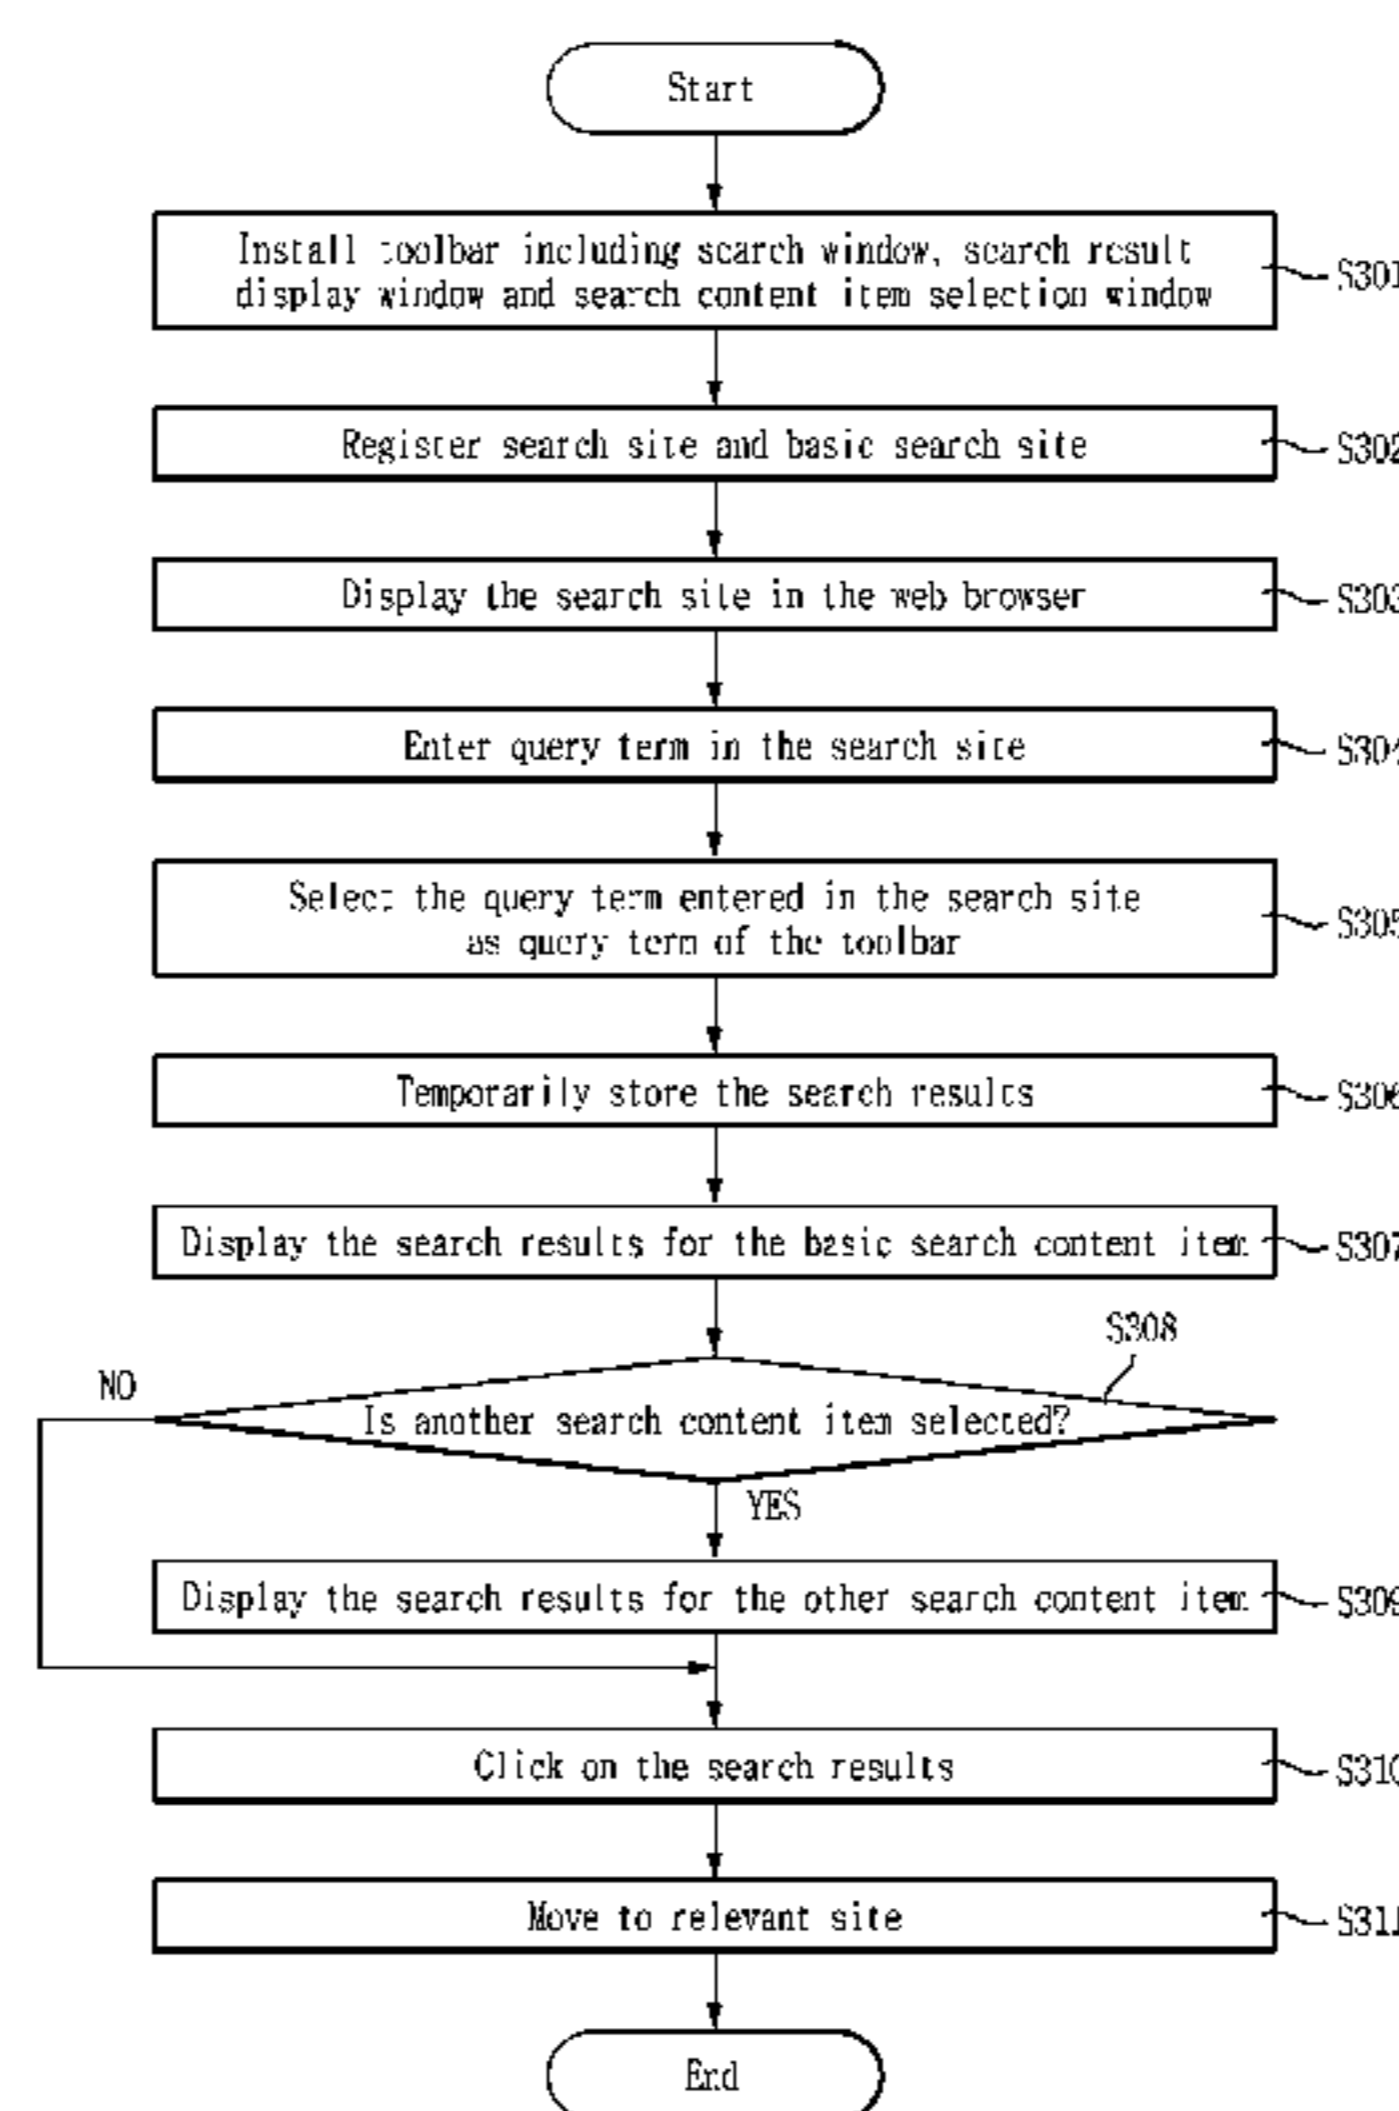 Start
Install toolbar including search window, search result
display window and search content item selection window
S301
Register search site and basic search site
S302
Display the search site in the web browser
S303
Enter query term in the search site
S304
Select the query term entered in the search site
as query term of the toolbar
S305
Temporarily store the search results
S306
Display the search results for the basic search content item
S307
S308
NO
Is another search content item selected?
YES
Display the search results for the other search content item
S309
Click on the search results
S310
Move to relevant site
S311
End